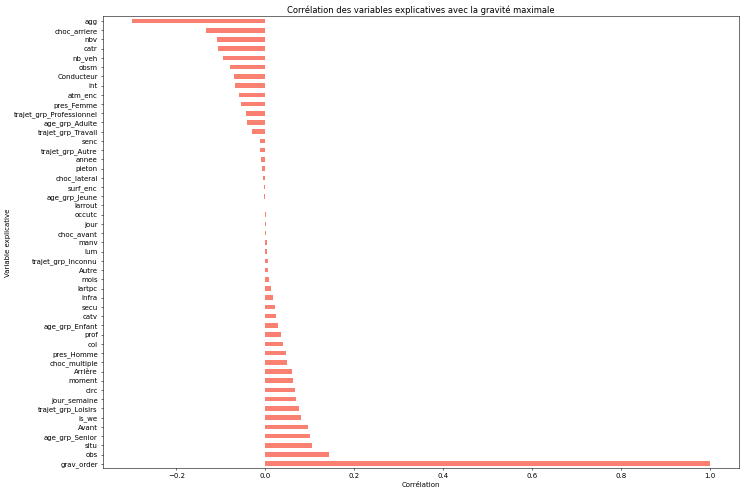 Corrélation des variables explicatives avec la gravité maximale
Variable explicative
agg
choc_arriere
nbv
catr
nb_veh
obsm
Conducteur
int
atm_enc
pres_Femme
trajet_grp_Professionnel
age_grp_Adulte
trajet_grp_Travail
senc
trajet_grp_Autre
annee
pieton
choc_lateral
surf_enc
age_grp_Jeune
larrout
occutc
jour
choc_avant
manv
lum
trajet_grp_Inconnu
Autre
mois
lartpc
infra
secu
catv
age_grp_Enfant
prof
col
pres_Homme
choc_multiple
Arrière
moment
circ
jour_semaine
trajet_grp_Loisirs
is_we
Avant
age_grp_Senior
situ
obs
grav_order
−0.2 0.0 0.2 0.4 0.6 0.8 1.0
Corrélation